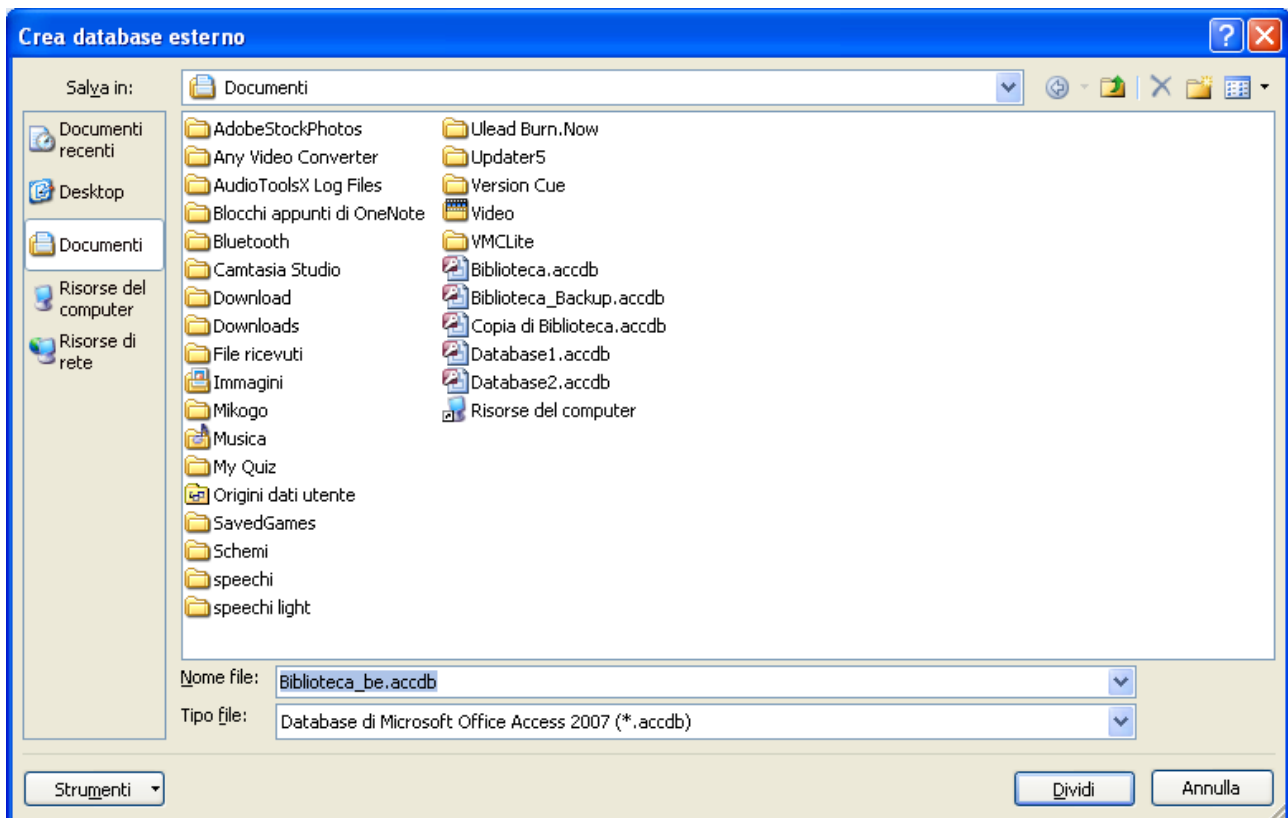 Crea database esterno
Salva in:
Documenti
Documenti
recenti
Desktop
Documenti
Risorse del
computer
Risorse di
rete
AdobeStockPhotos
Any Video Converter
AudioToolsX Log Files
Blocchi appunti di OneNote
Bluetooth
Camtasia Studio
Download
Downloads
File ricevuti
Immagini
Mikogo
Musica
My Quiz
Origini dati utente
SavedGames
Schemi
speechi
speechi light
Ulead Burn.Now
Updater5
Version Cue
Video
VMCLite
Biblioteca.accdb
Biblioteca_Backup.accdb
Copia di Biblioteca.accdb
Database1.accdb
Database2.accdb
Risorse del computer
Nome file:
Biblioteca_be.accdb
Tipo file:
Database di Microsoft Office Access 2007 (*.accdb)
Strumenti
Dividi
Annulla